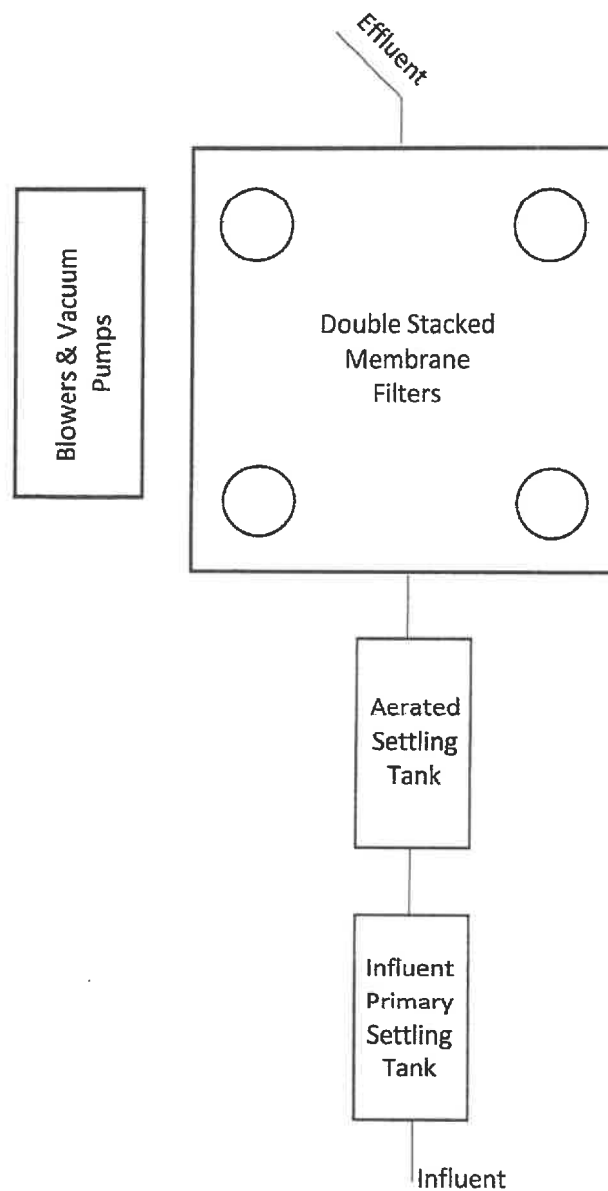 Effluent
Blowers & Vacuum
Pumps
Double Stacked
Membrane
Filters
Aerated
Settling
Tank
Influent
Primary
Settling
Tank
Influent